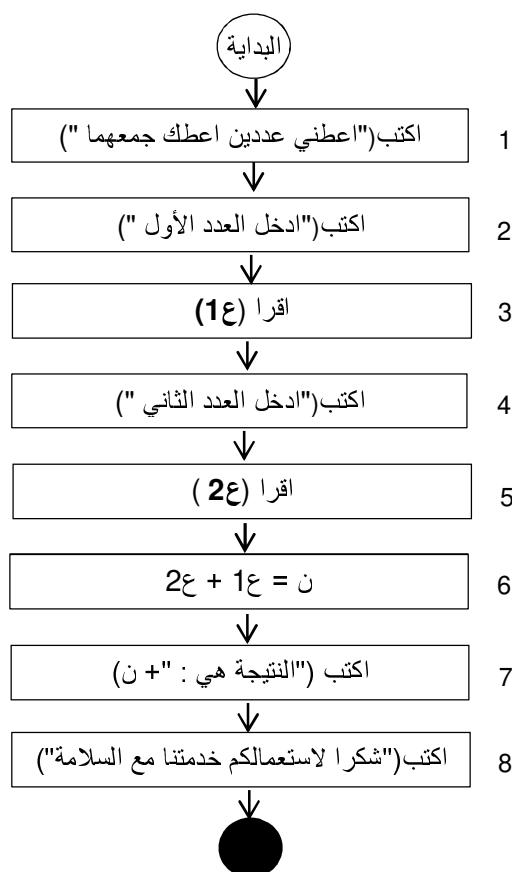 البداية
اكتب("اعطني عددين اعطك جمعهما ") 1
اكتب("ادخل العدد الأول ") 2
اقرا (ع1) 3
اكتب("ادخل العدد الثاني ") 4
اقرا (ع2 ) 5
ن = ع1 + ع2 6
اكتب ("النتيجة هي : "+ ن) 7
اكتب("شكرا لاستعمالكم خدمتنا مع السلامة") 8